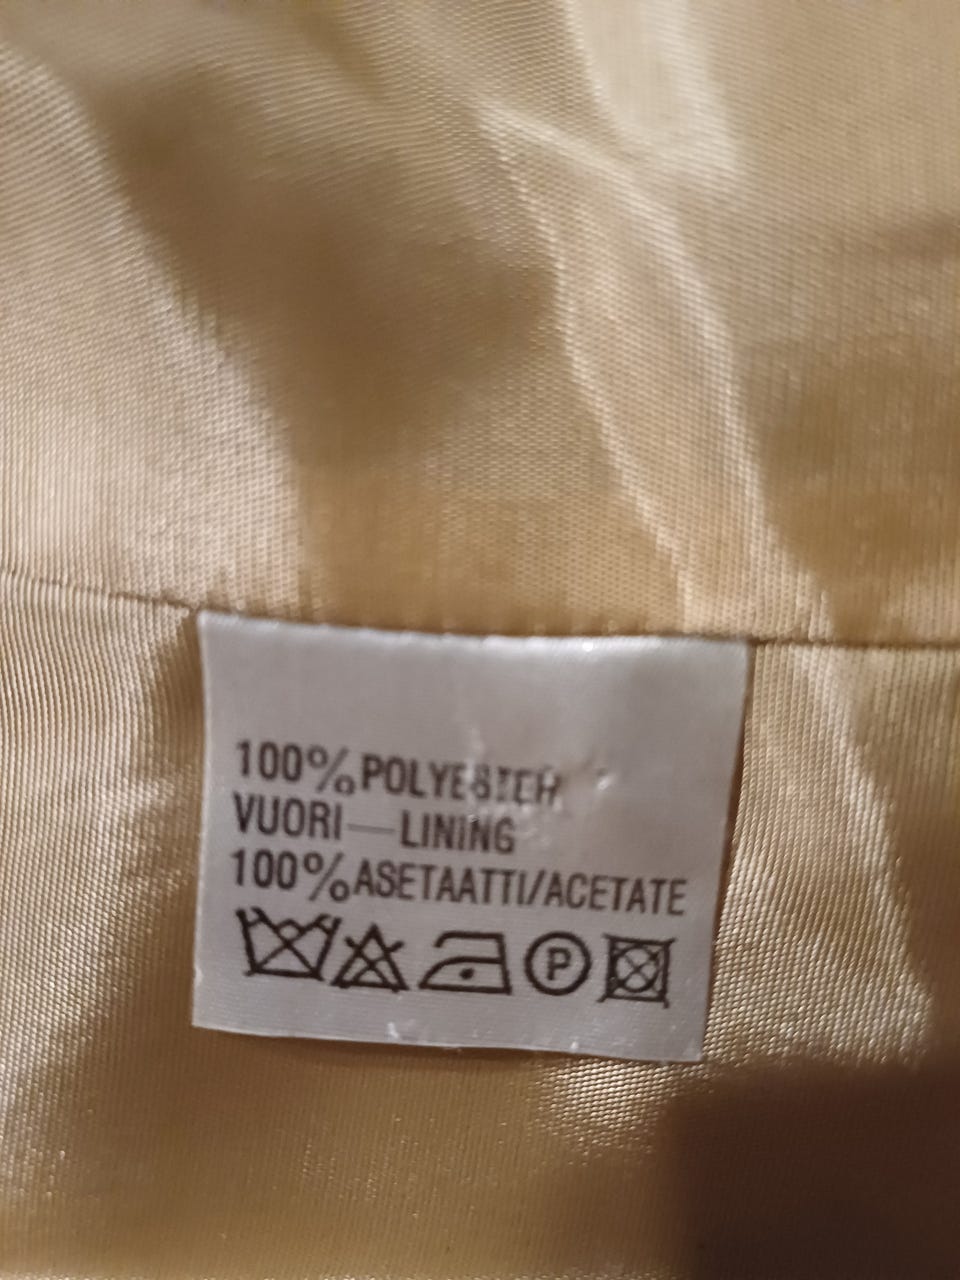 100% POLYESTER
VUORI—LINING
100% ASETAATTI/ACETATE
P